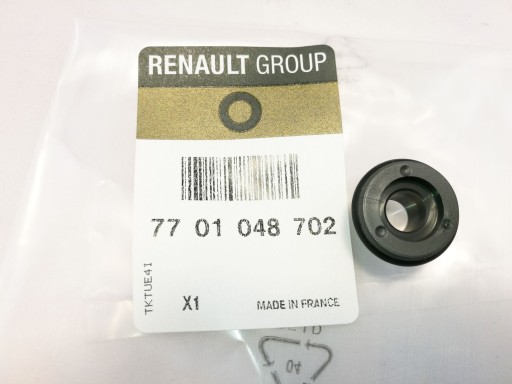 RENAULT GROUP
77 01 048 702
TKTUE41
X1 MADE IN FRANCE